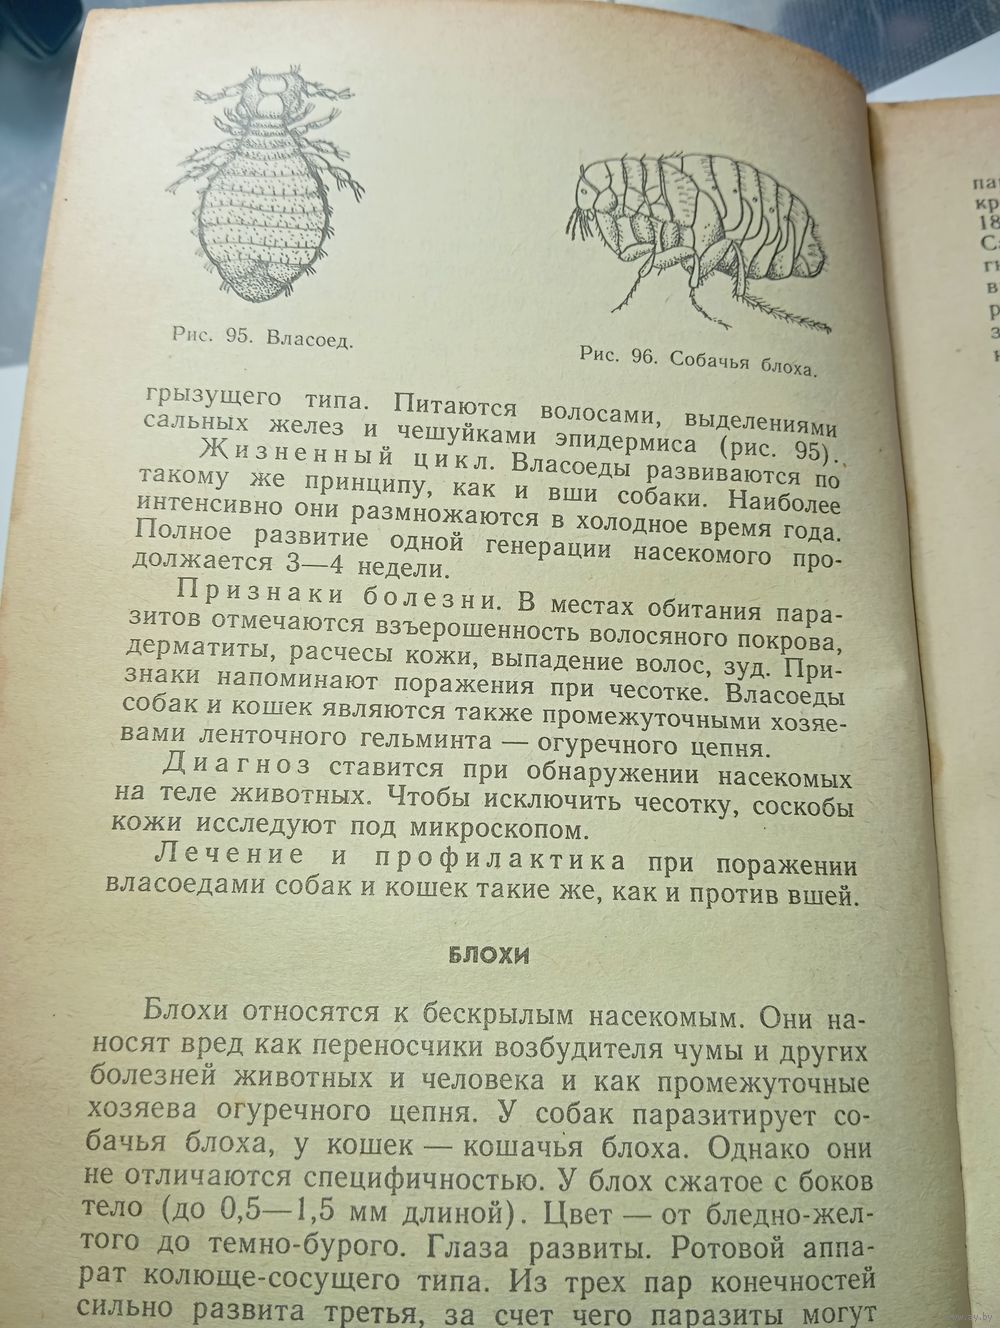 Рис. 95. Власоед.
Рис. 96. Собачья блоха.
грызущего типа. Питаются волосами, выделениями
сальных желез и чешуйками эпидермиса (рис. 95).
Жизненный цикл. Власоеды развиваются по
такому же принципу, как и вши собаки. Наиболее
интенсивно они размножаются в холодное время года.
Полное развитие одной генерации насекомого про-
должается 3—4 недели.
Признаки болезни. В местах обитания пара-
зитов отмечаются взъерошенность волосяного покрова,
дерматиты, расчесы кожи, выпадение волос, зуд. При-
знаки напоминают поражения при чесотке. Власоеды
собак и кошек являются также промежуточными хозяе-
вами ленточного гельминта — огуречного цепня.
Диагноз ставится при обнаружении насекомых
на теле животных. Чтобы исключить чесотку, соскобы
кожи исследуют под микроскопом.
Лечение и профилактика при поражении
власоедами собак и кошек такие же, как и против вшей.
БЛОХИ
Блохи относятся к бескрылым насекомым. Они на-
носят вред как переносчики возбудителя чумы и других
болезней животных и человека и как промежуточные
хозяева огуречного цепня. У собак паразитирует со-
бачья блоха, у кошек — кошачья блоха. Однако они
не отличаются специфичностью. У блох сжатое с боков
тело (до 0,5—1,5 мм длиной). Цвет — от бледно-жел-
того до темно-бурого. Глаза развиты. Ротовой аппа-
рат колюще-сосущего типа. Из трех пар конечностей
сильно развита третья, за счет чего паразиты могут